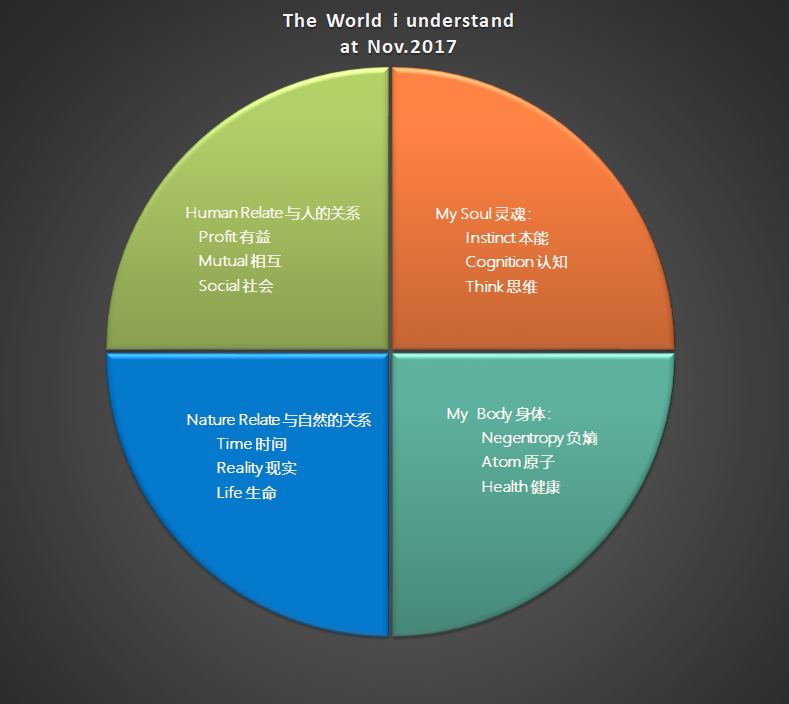 The World i understand
at Nov.2017
Human Relate 与人的关系
Profit 有益
Mutual 相互
Social 社会
My Soul 灵魂:
Instinct 本能
Cognition 认知
Think 思维
Nature Relate 与自然的关系
Time 时间
Reality 现实
Life 生命
My Body 身体:
Negentropy 负熵
Atom 原子
Health 健康